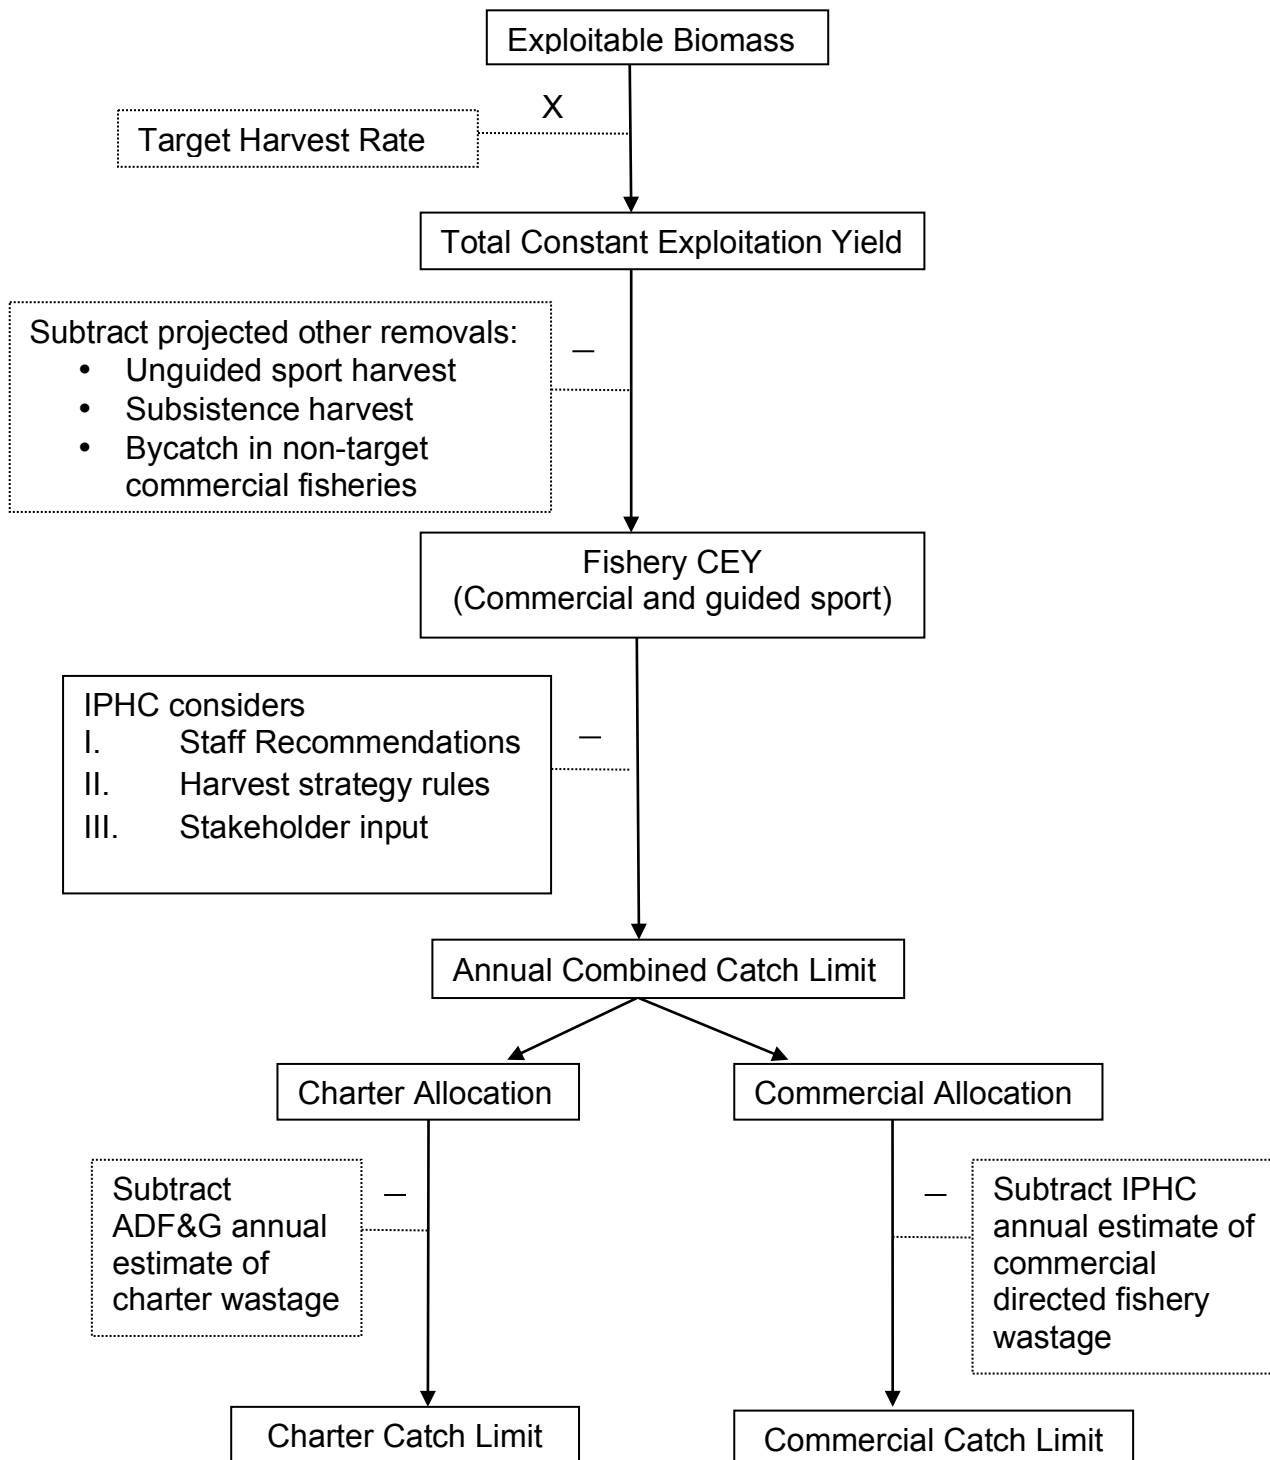 Exploitable Biomass
X
Target Harvest Rate
Total Constant Exploitation Yield
Subtract projected other removals:
• Unguided sport harvest
• Subsistence harvest
• Bycatch in non-target
commercial fisheries
–
Fishery CEY
(Commercial and guided sport)
IPHC considers
I. Staff Recommendations
II. Harvest strategy rules
III. Stakeholder input
–
Annual Combined Catch Limit
Charter Allocation
Commercial Allocation
Subtract
ADF&G annual
estimate of
charter wastage
–
–
Subtract IPHC
annual estimate of
commercial
directed fishery
wastage
Charter Catch Limit
Commercial Catch Limit